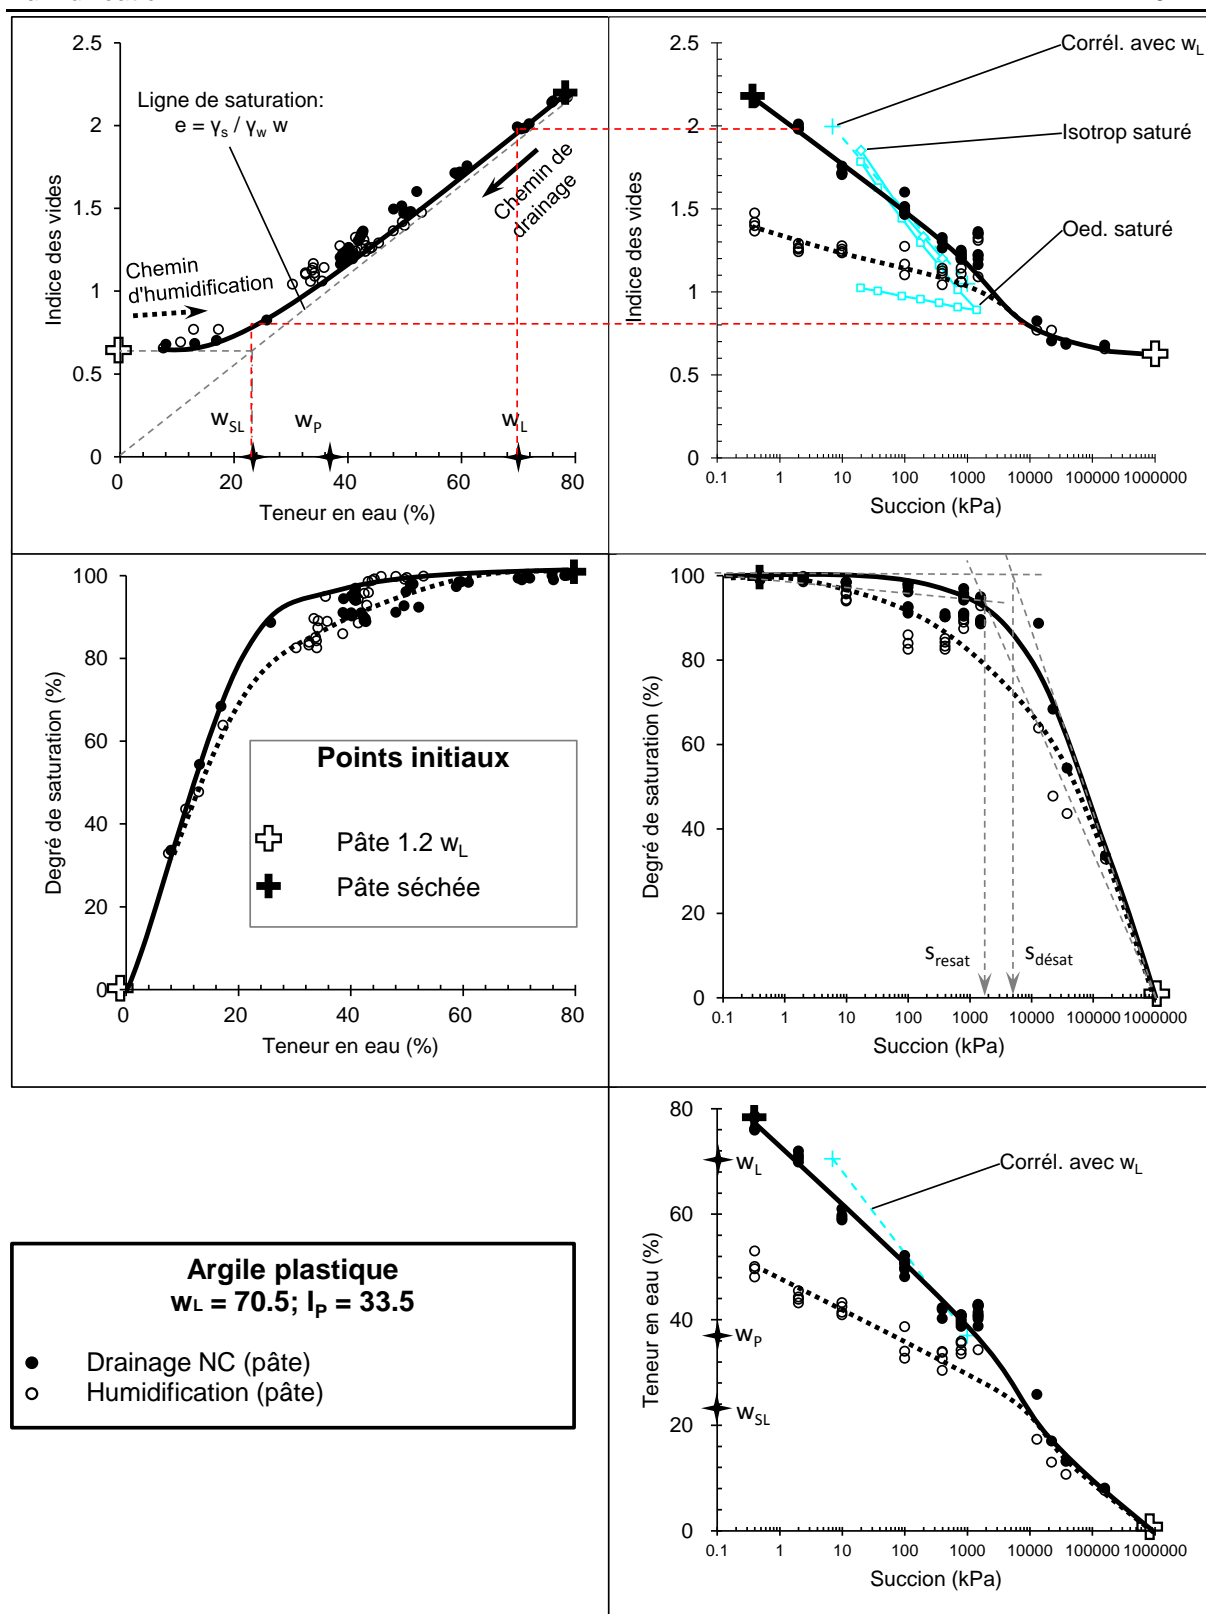 2.5
2
1.5
1
0.5
0
0
20
40
60
80
Indice des vides
Teneur en eau (%)
Ligne de saturation:
e = γs / γw w
Chemin de
drainage
Chemin
d'humidification
wSL
wP
wL
2.5
2
1.5
1
0.5
0
0.1
1
10
100
1000
10000
100000
1000000
Indice des vides
Succion (kPa)
Corrél. avec wL
Isotrop saturé
Oed. saturé
100
80
60
40
20
0
0
20
40
60
80
Degré de saturation (%)
Teneur en eau (%)
Points initiaux
Pâte 1.2 wL
Pâte séchée
100
80
60
40
20
0
0.1
1
10
100
1000
10000
100000
1000000
Degré de saturation (%)
Succion (kPa)
sresat
sdésat
Argile plastique
wL = 70.5; IP = 33.5
Drainage NC (pâte)
Humidification (pâte)
80
60
40
20
0
0.1
1
10
100
1000
10000
100000
1000000
Teneur en eau (%)
Succion (kPa)
wL
wP
wSL
Corrél. avec wL